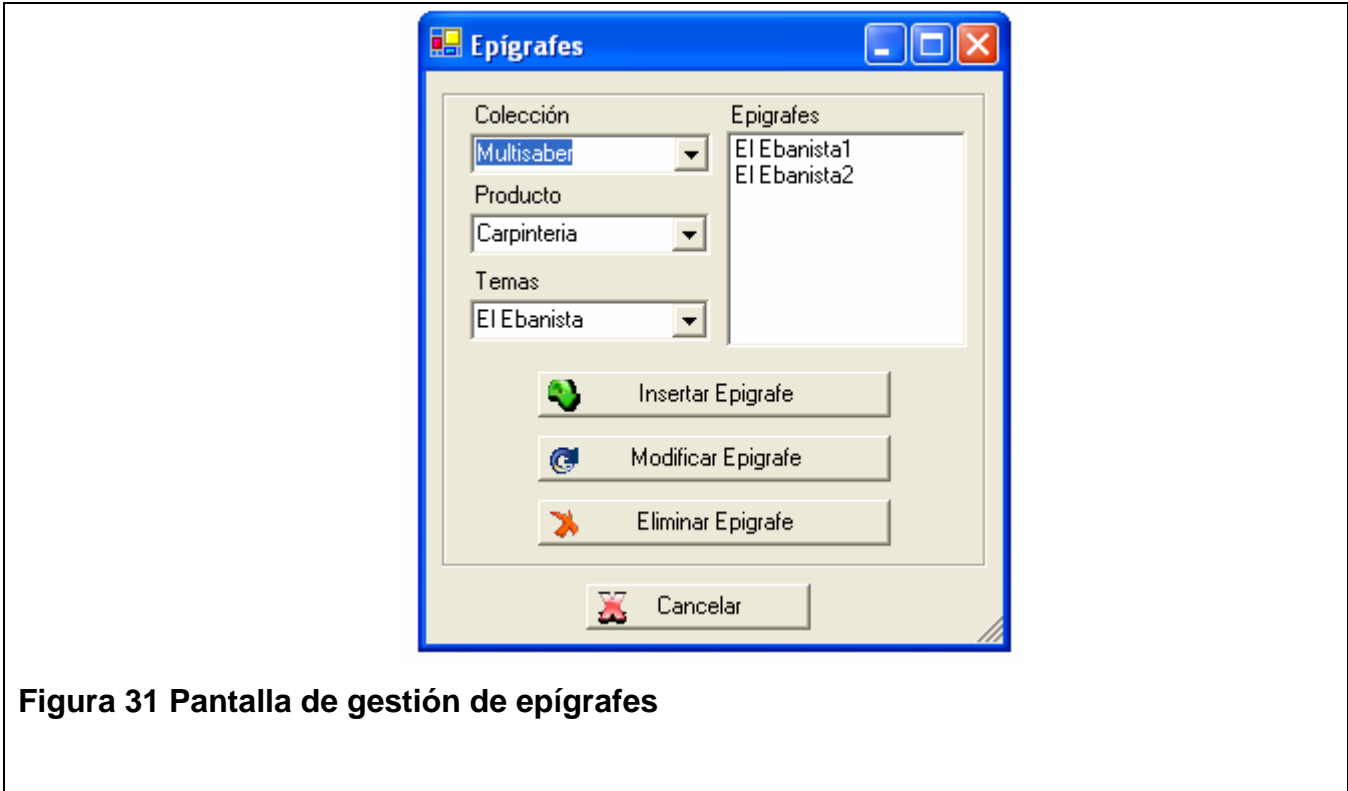 Epígrafes
Colección
Multisaber
Producto
Carpinteria
Temas
El Ebanista
Epigrafes
El Ebanista1
El Ebanista2
Insertar Epigrafe
Modificar Epigrafe
Eliminar Epigrafe
Cancelar
Figura 31 Pantalla de gestión de epígrafes